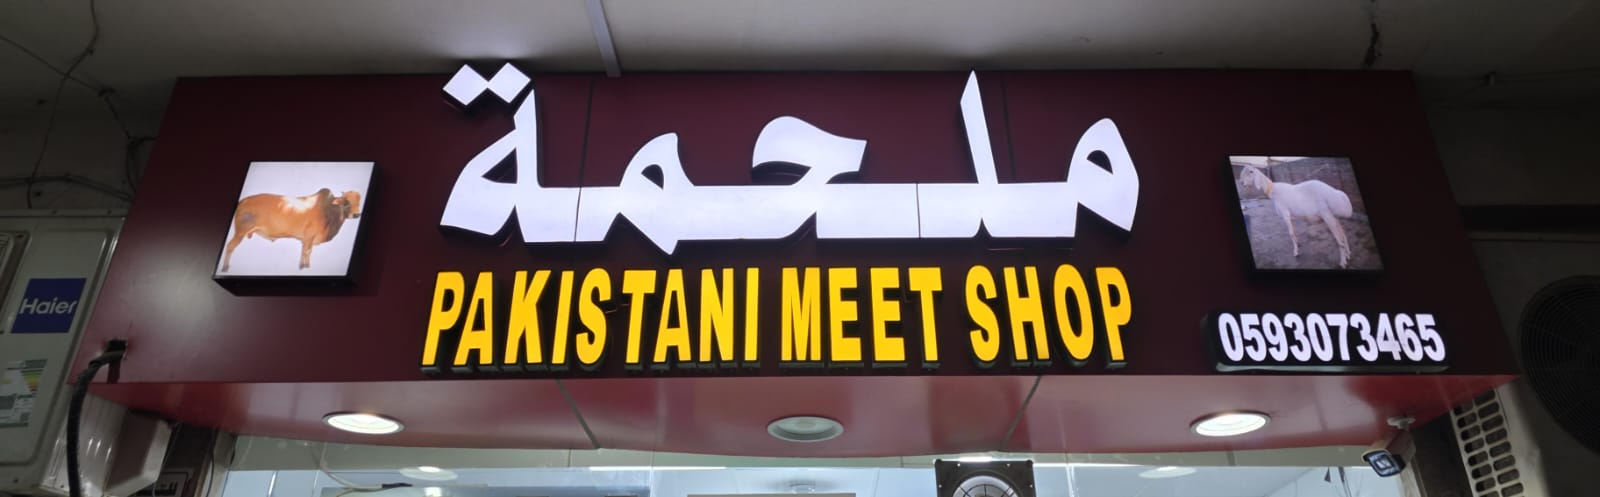 ملحمة
PAKISTANI MEET SHOP
0593073465
Haier